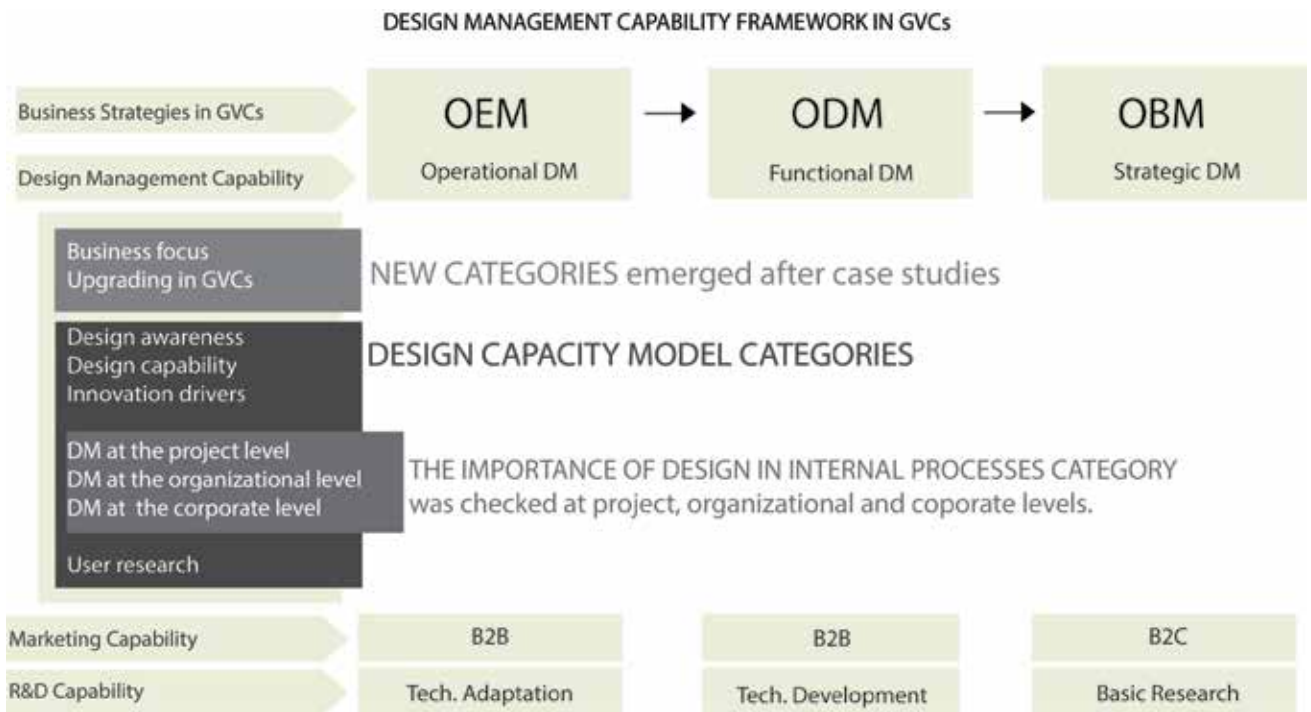 DESIGN MANAGEMENT CAPABILITY FRAMEWORK IN GVCs
Business Strategies in GVCs
OEM
ODM
OBM
Design Management Capability
Operational DM
Functional DM
Strategic DM
Business focus
Upgrading in GVCs
NEW CATEGORIES emerged after case studies
Design awareness
Design capability
Innovation drivers
DESIGN CAPACITY MODEL CATEGORIES
DM at the project level
DM at the organizational level
DM at the corporate level
THE IMPORTANCE OF DESIGN IN INTERNAL PROCESSES CATEGORY
was checked at project, organizational and coporate levels.
User research
Marketing Capability
B2B
B2B
B2C
R&D Capability
Tech. Adaptation
Tech. Development
Basic Research